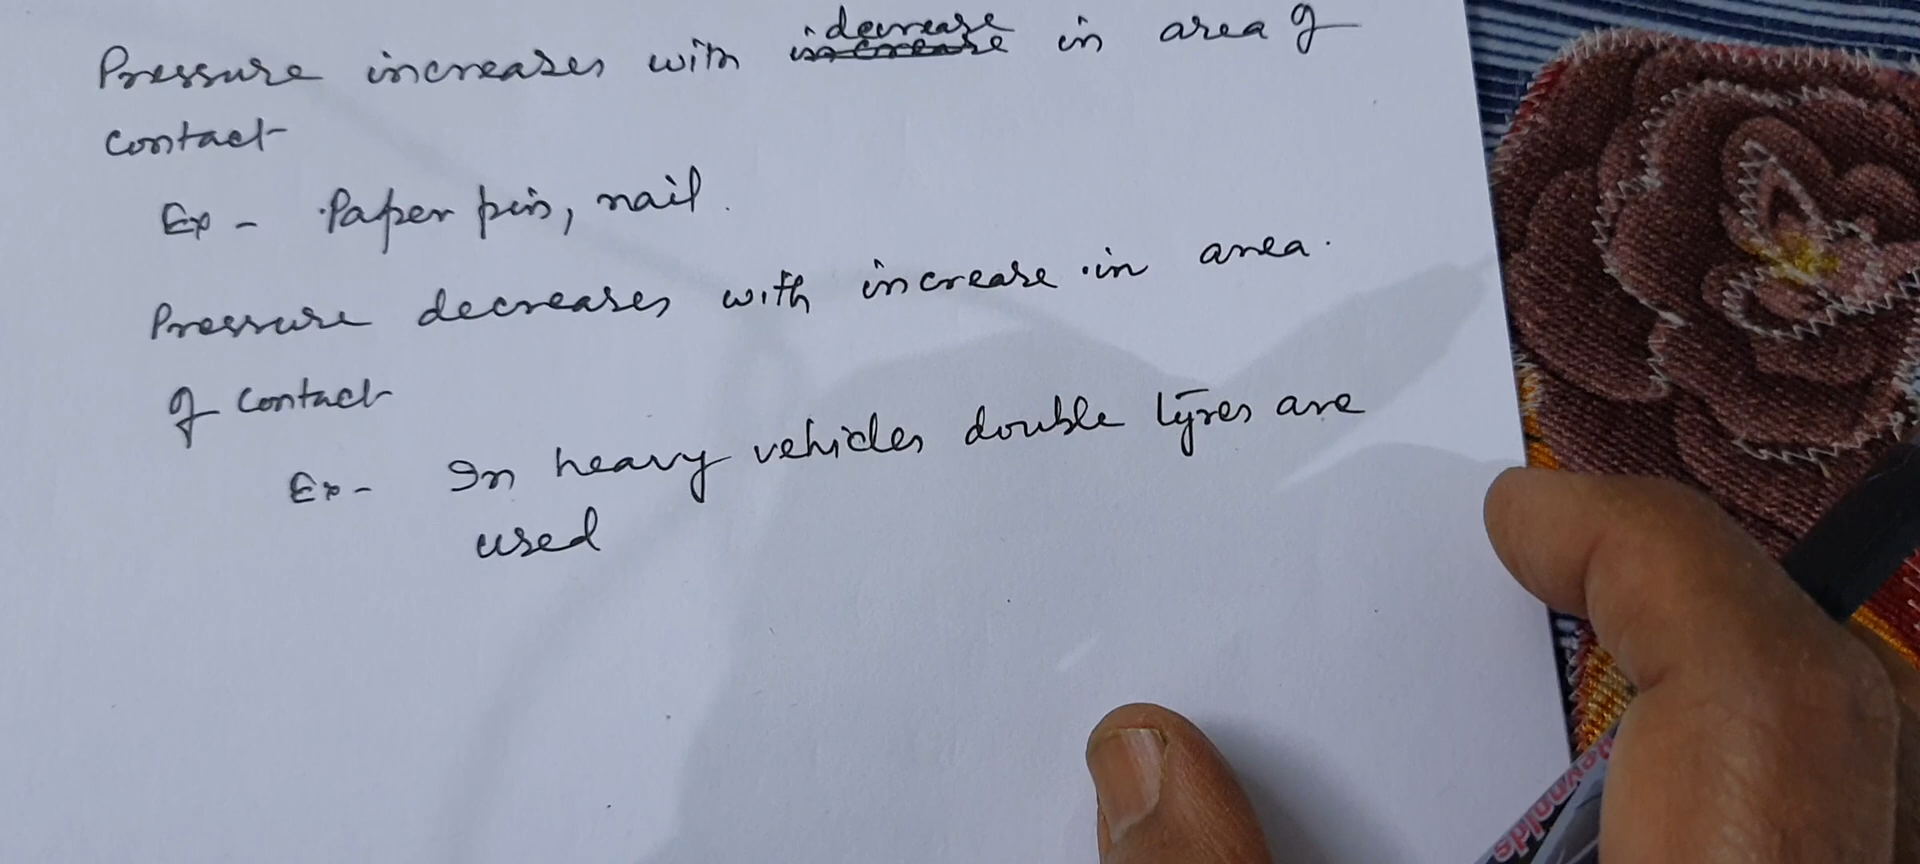 Pressure increases with decrease in area of
contact
Ex - Paper pin, nail.
Pressure decreases with increase in area.
of contact
Ex - In heavy vehicles double tyres are
used